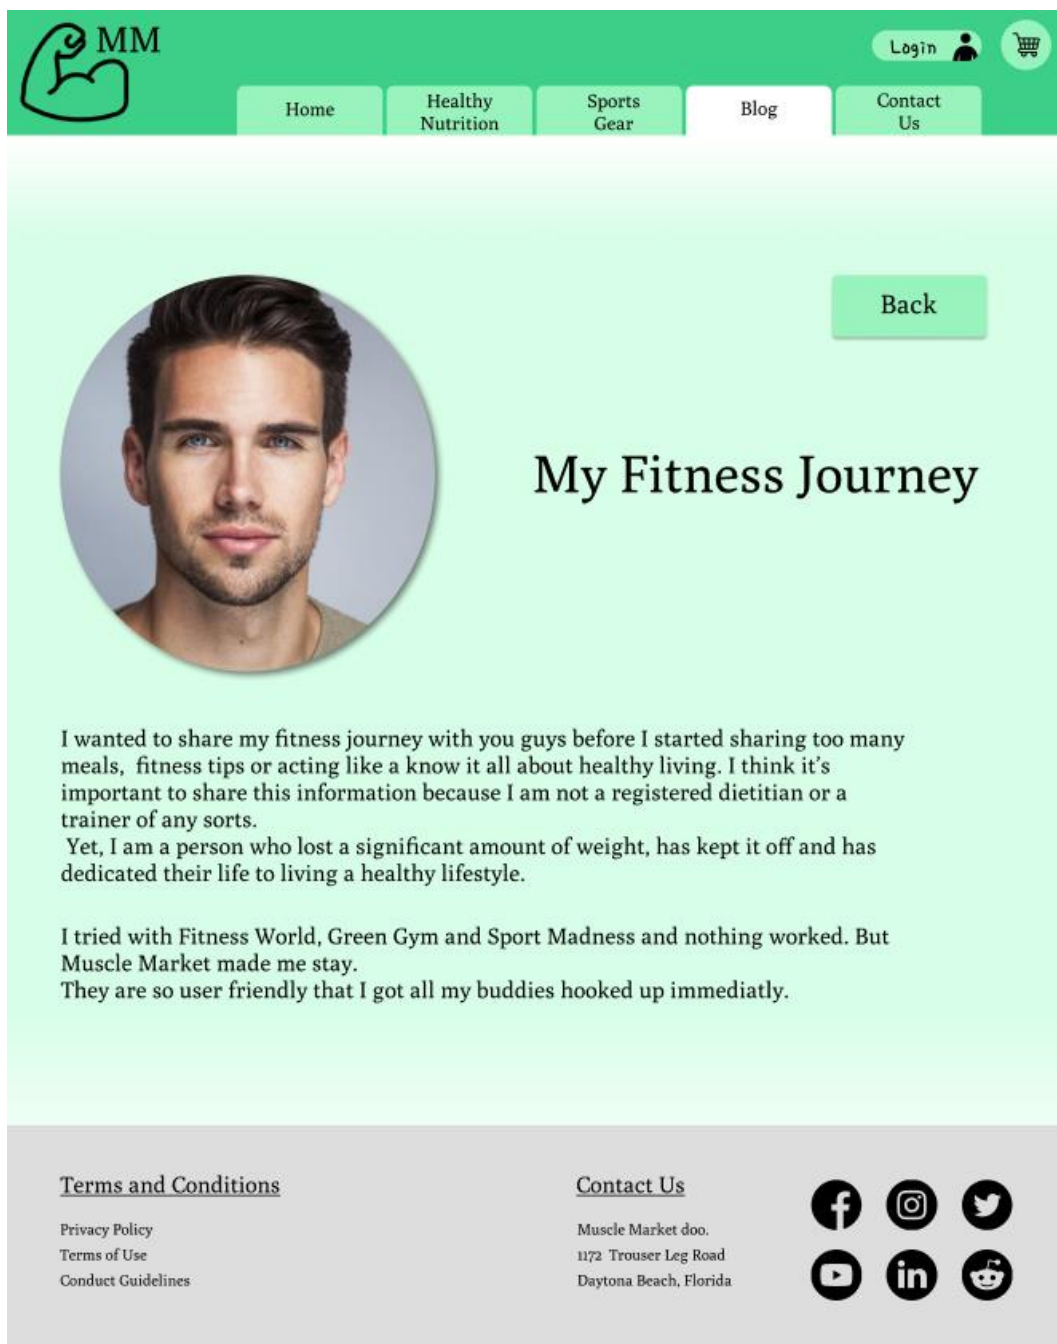 MM
Login
Home
Healthy
Nutrition
Sports
Gear
Blog
Contact
Us
Back
My Fitness Journey
I wanted to share my fitness journey with you guys before I started sharing too many
meals,  fitness tips or acting like a know it all about healthy living. I think it's
important to share this information because I am not a registered dietitian or a
trainer of any sorts.
Yet, I am a person who lost a significant amount of weight, has kept it off and has
dedicated their life to living a healthy lifestyle.
I tried with Fitness World, Green Gym and Sport Madness and nothing worked. But
Muscle Market made me stay.
They are so user friendly that I got all my buddies hooked up immediatly.
Terms and Conditions
Privacy Policy
Terms of Use
Conduct Guidelines
Contact Us
Muscle Market doo.
1172 Trouser Leg Road
Daytona Beach, Florida